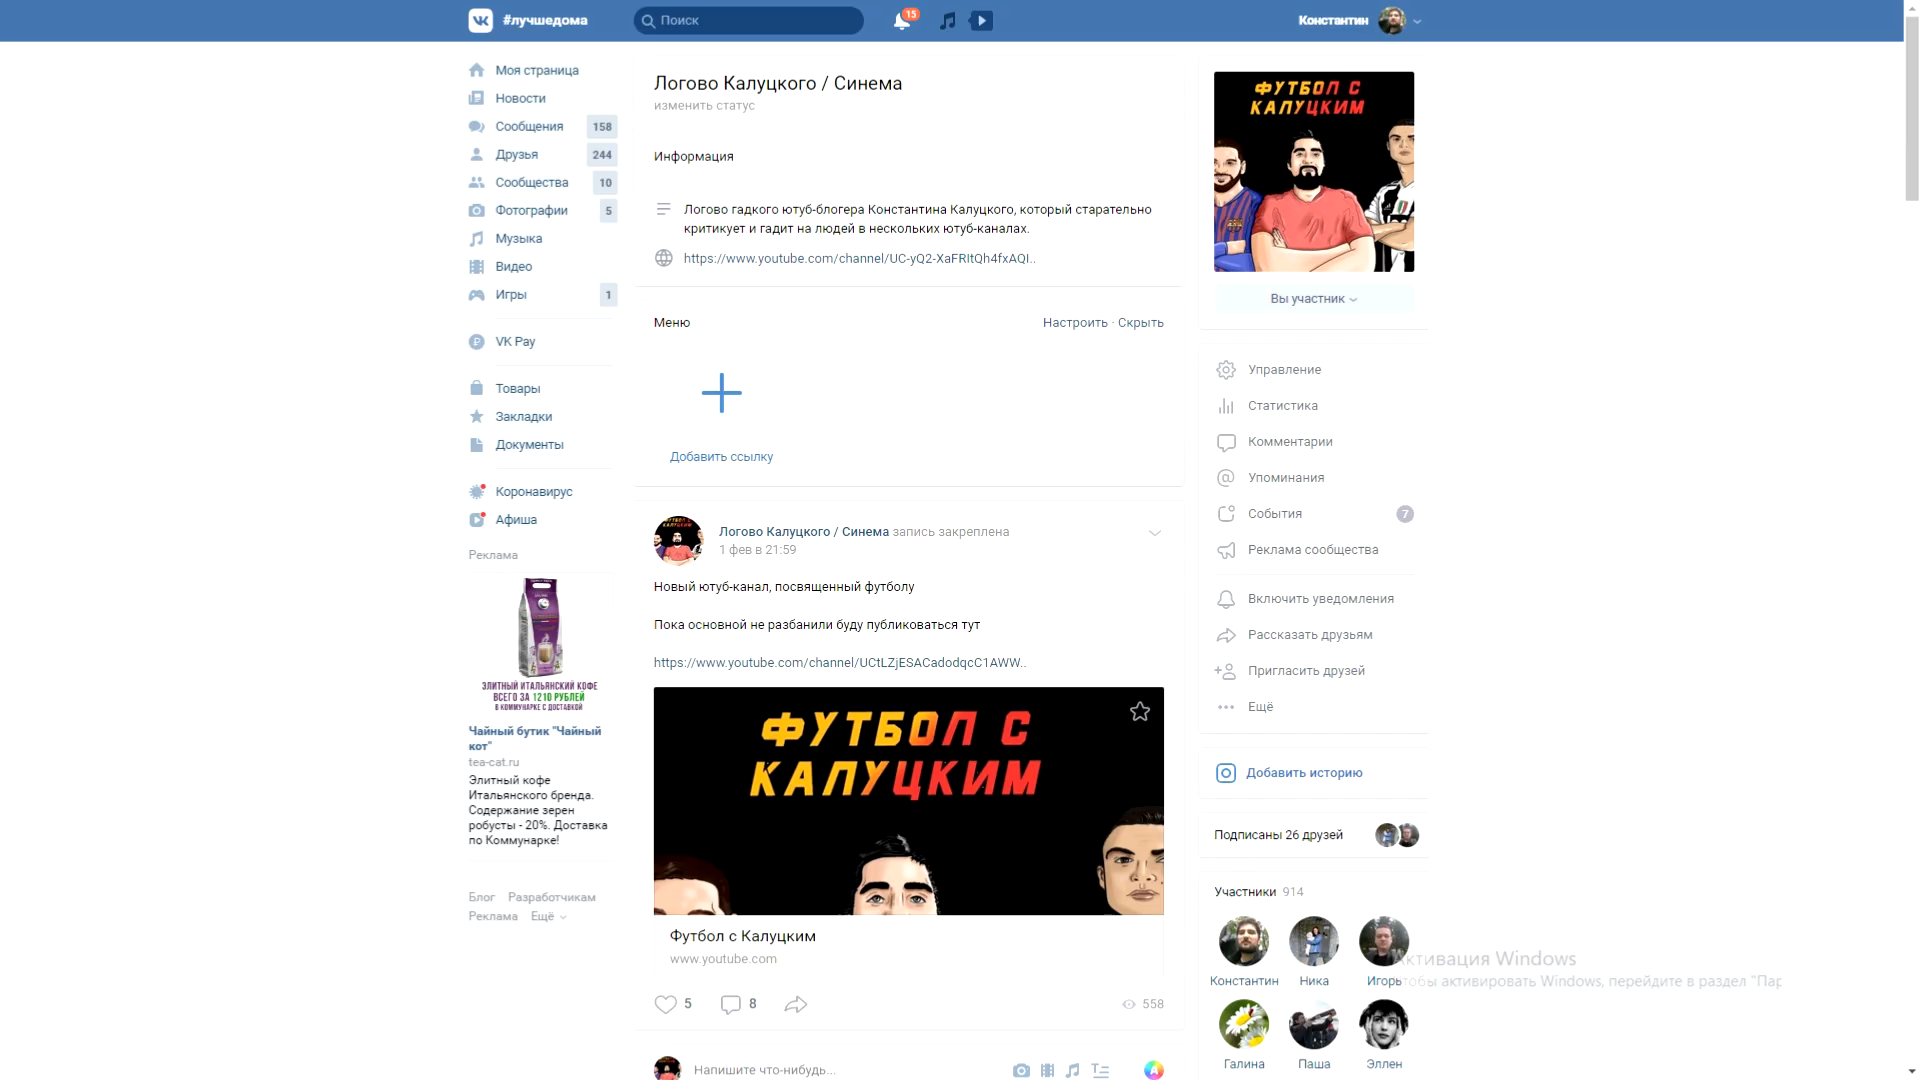 #лучшедома
Поиск
15
Константин
Моя страница
Новости
Сообщения 158
Друзья 244
Сообщества 10
Фотографии 5
Музыка
Видео
Игры 1
VK Pay
Товары
Закладки
Документы
Коронавирус
Афиша
Реклама
ЭЛИТНЫЙ ИТАЛЬЯНСКИЙ КОФЕ
ВСЕГО ЗА 1210 РУБЛЕЙ
В КОММУНАРКЕ С ДОСТАВКОЙ
Чайный бутик "Чайный
кот"
tea-cat.ru
Элитный кофе
Итальянского бренда.
Содержание зерен
робусты - 20%. Доставка
по Коммунарке!
Блог Разработчикам
Реклама Ещё
Логово Калуцкого / Синема
изменить статус
Информация
Логово гадкого ютуб-блогера Константина Калуцкого, который старательно
критикует и гадит на людей в нескольких ютуб-каналах.
https://www.youtube.com/channel/UC-yQ2-XaFRItQh4fxAQI..
Меню
Настроить · Скрыть
Добавить ссылку
Логово Калуцкого / Синема запись закреплена
1 фев в 21:59
Новый ютуб-канал, посвященный футболу
Пока основной не разбанили буду публиковаться тут
https://www.youtube.com/channel/UCtLZjESACadodqcC1AWW..
ФУТБОЛ С
КАЛУЦКИМ
Футбол с Калуцким
www.youtube.com
5 8 558
Напишите что-нибудь...
ФУТБОЛ С
КАЛУЦКИМ
Вы участник
Управление
Статистика
Комментарии
Упоминания
События 7
Реклама сообщества
Включить уведомления
Рассказать друзьям
Пригласить друзей
Ещё
Добавить историю
Подписаны 26 друзей
Участники 914
Константин Ника Игорь
Галина Паша Эллен
Активация Windows
Чтобы активировать Windows, перейдите в раздел "Пар